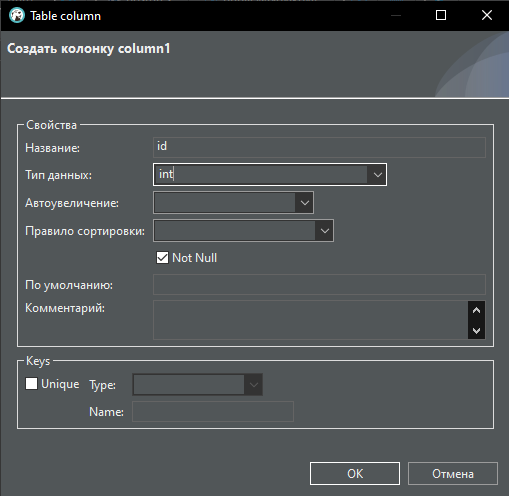 Table column
Создать колонку column1
Свойства
Название: id
Тип данных: int
Автоувеличение:
Правило сортировки:
Not Null
По умолчанию:
Комментарий:
Keys
Unique Type:
Name:
OK Отмена